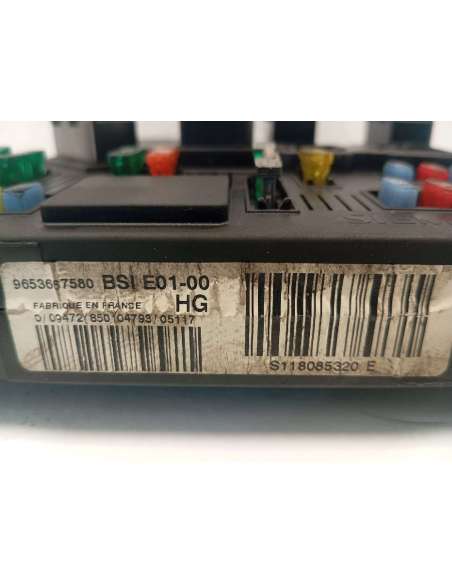 9653667580 BSI E01-00
HG
FABRIQUE EN FRANCE
D/09472(850)04793/05117
S118085320 E